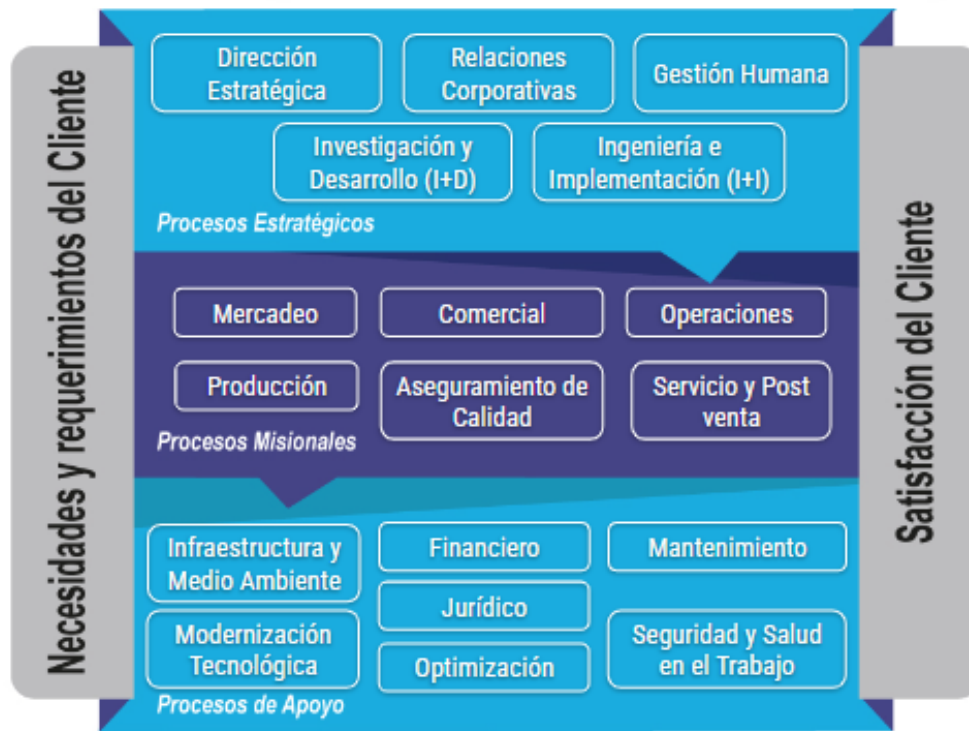 Necesidades y requerimientos del Cliente
Dirección
Estratégica
Relaciones
Corporativas
Gestión Humana
Investigación y
Desarrollo (I+D)
Ingeniería e
Implementación (I+I)
Procesos Estratégicos
Mercadeo
Comercial
Operaciones
Producción
Aseguramiento de
Calidad
Servicio y Post
venta
Procesos Misionales
Infraestructura y
Medio Ambiente
Financiero
Mantenimiento
Jurídico
Modernización
Tecnológica
Optimización
Seguridad y Salud
en el Trabajo
Procesos de Apoyo
Satisfacción del Cliente